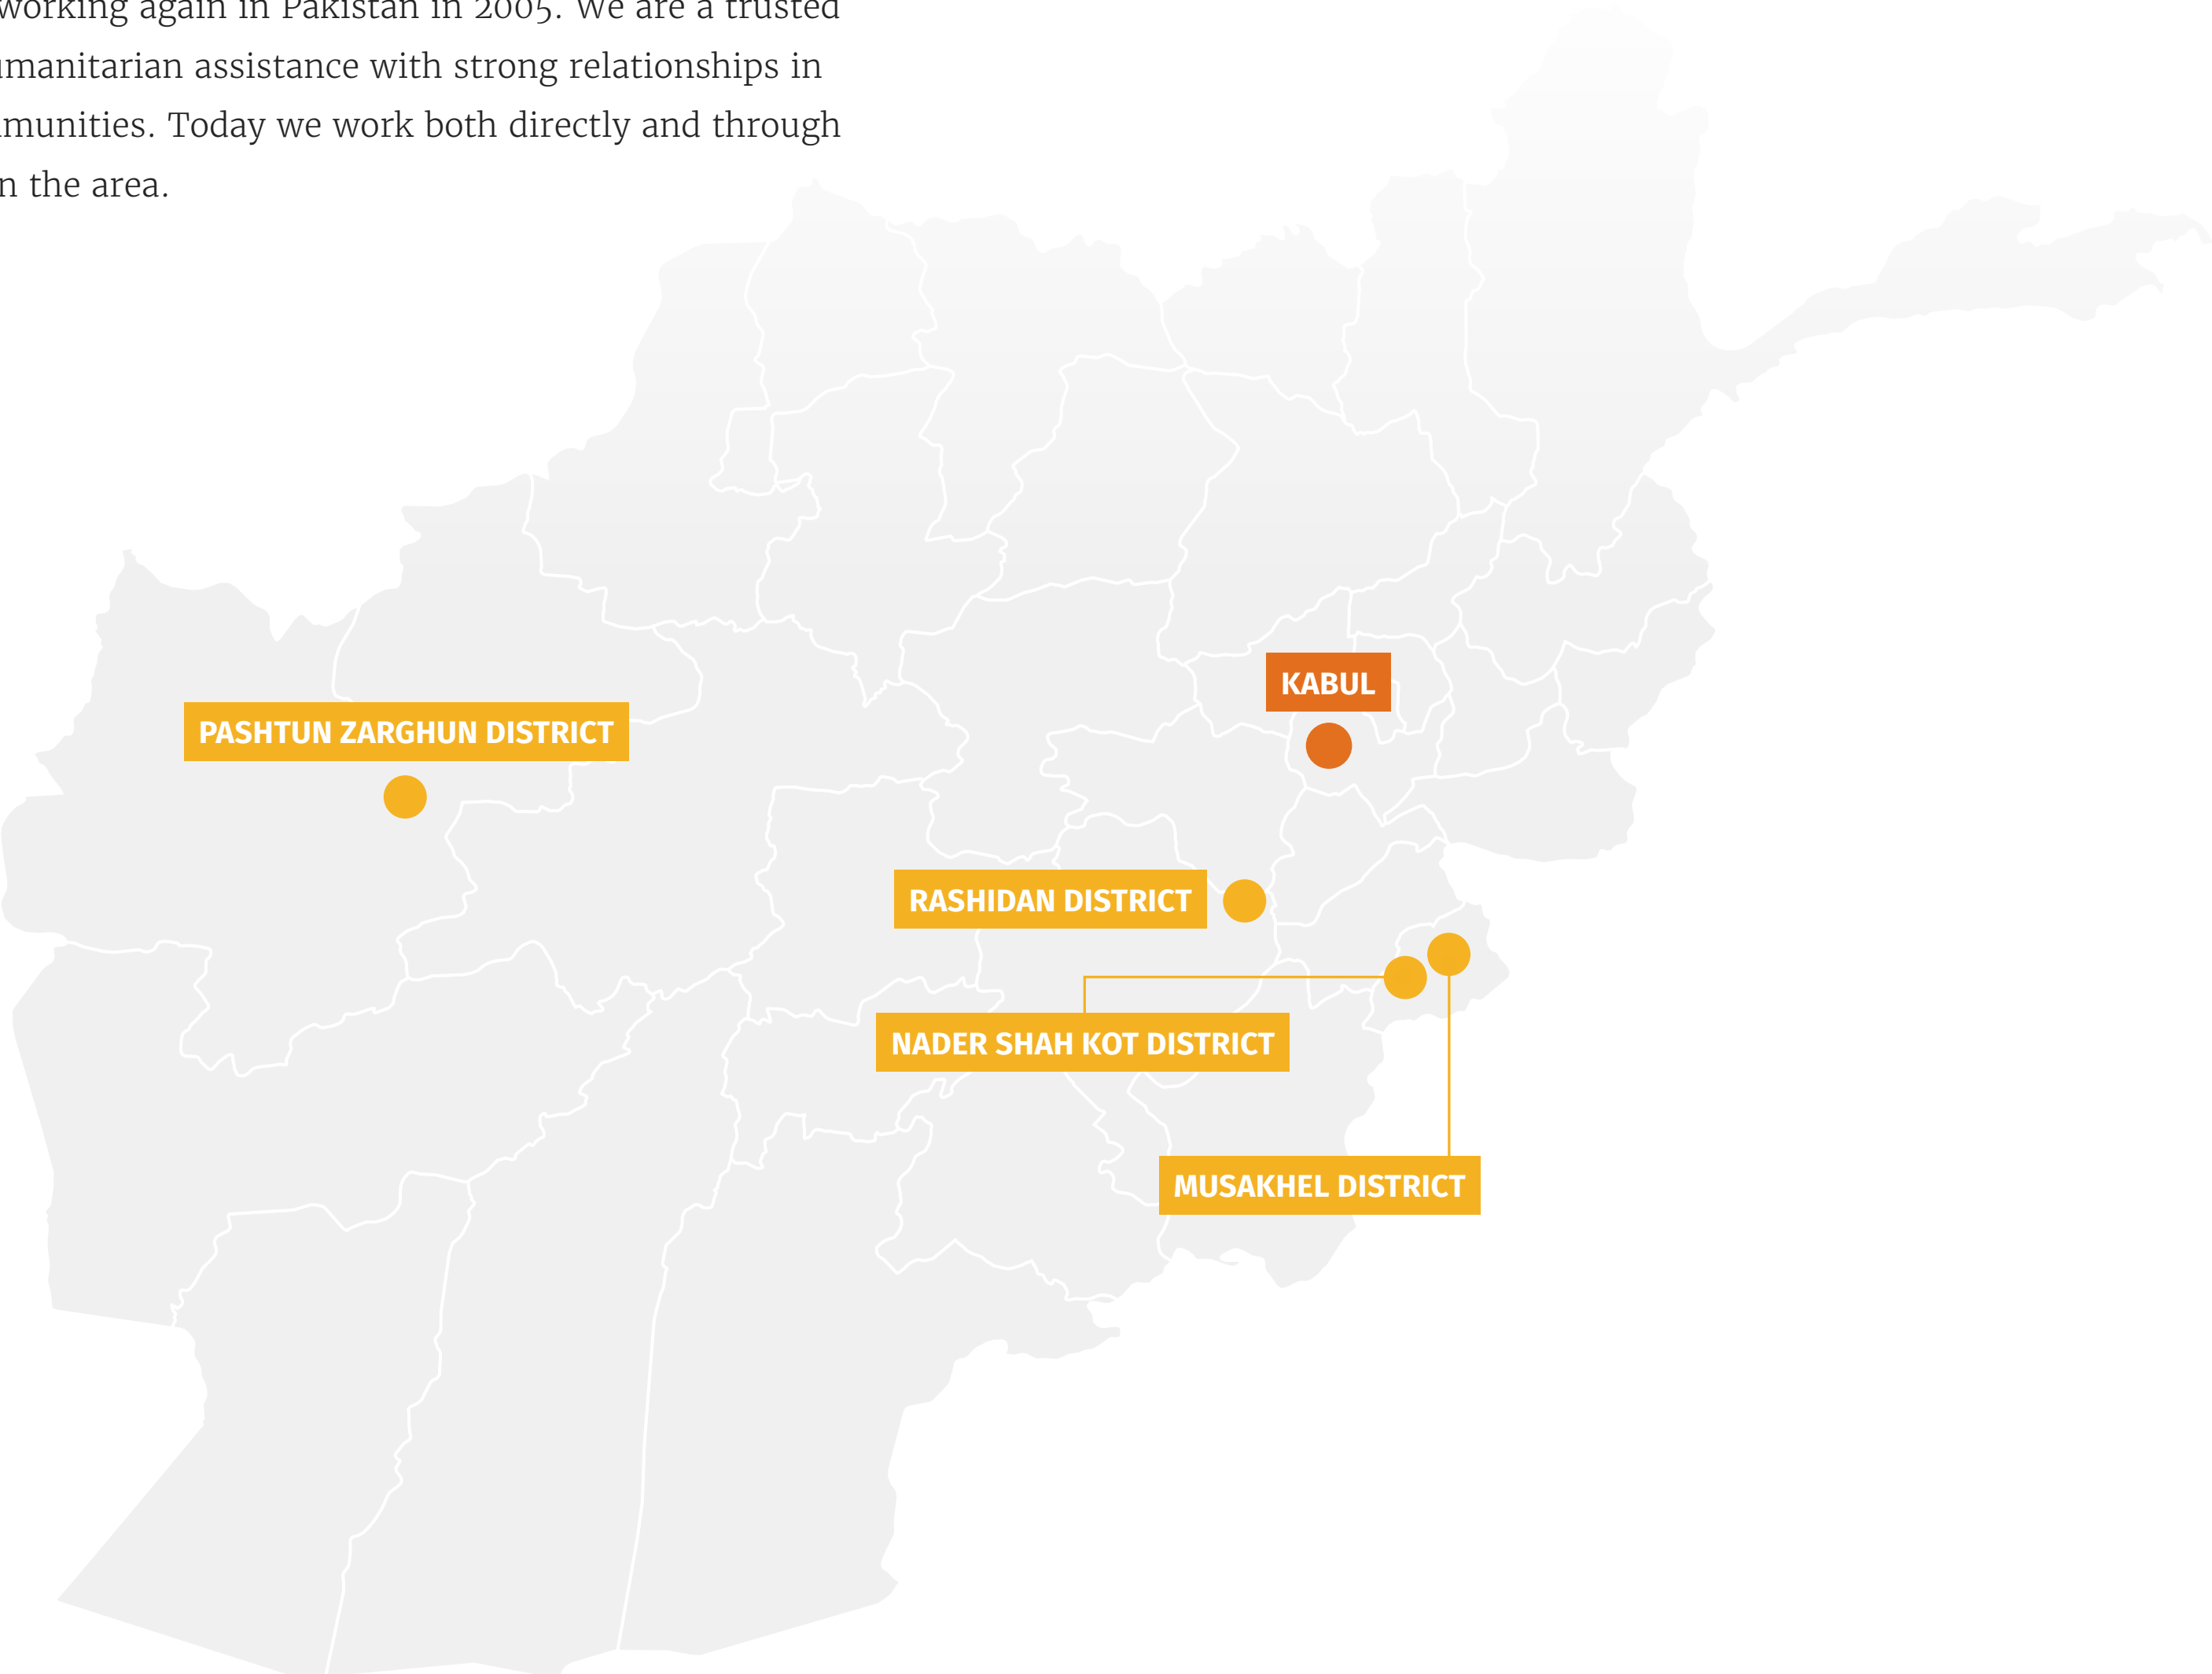 working again in Pakistan in 2005. We are a trusted
manitarian assistance with strong relationships in
munities. Today we work both directly and through
n the area.
KABUL
PASHTUN ZARGHUN DISTRICT
RASHIDAN DISTRICT
NADER SHAH KOT DISTRICT
MUSAKHEL DISTRICT